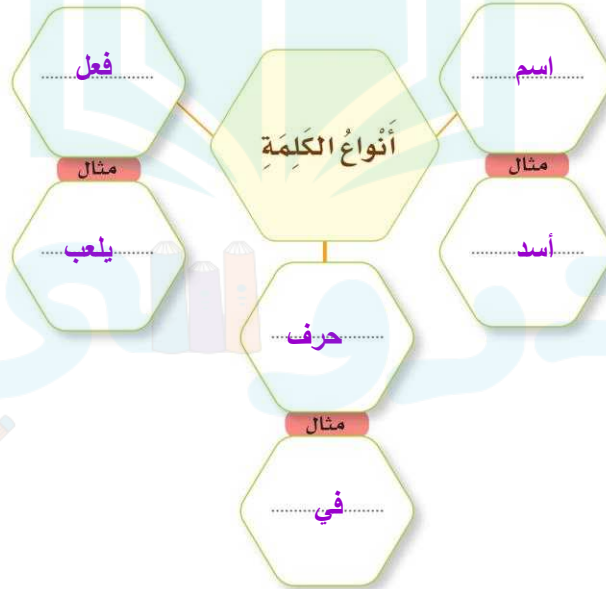 أَنْواعُ الكَلِمَةِ
اسم
مثال
أسد
فعل
مثال
يلعب
حرف
مثال
في